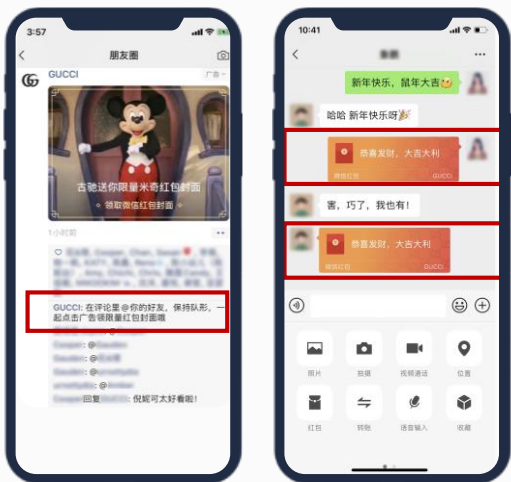 3:57
朋友圈
GUCCI
广告
古驰送你限量米奇红包封面
领取微信红包封面
1小时前
GUCCI: 在评论里@你的好友，保持队形，一
起点击广告领限量红包封面哦
: @
: @
: @
: @
回复 : 倪妮可太好看啦!
10:41
新年快乐，鼠年大吉
哈哈 新年快乐呀
恭喜发财，大吉大利
微信红包
GUCCI
害，巧了，我也有!
恭喜发财，大吉大利
微信红包
GUCCI
照片
拍摄
视频通话
位置
红包
转账
语音输入
收藏